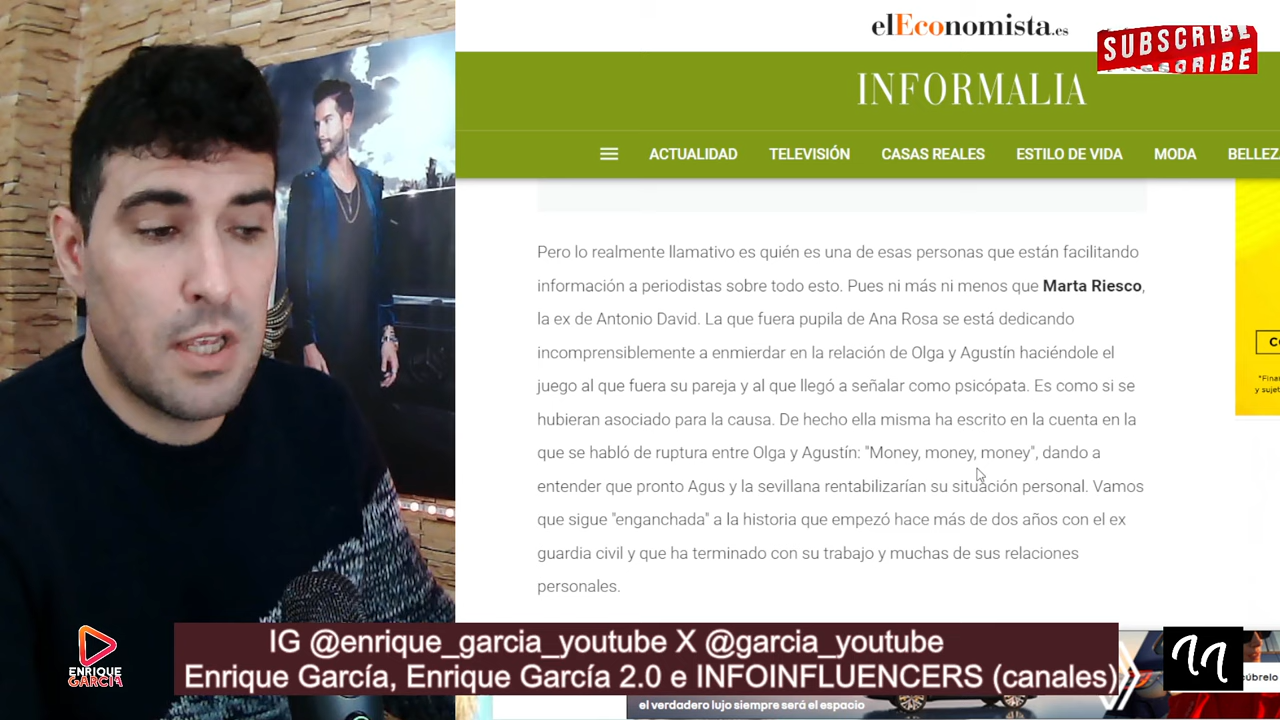 elEconomista.es
SUBSCRIBE
INFORMALIA
ACTUALIDAD TELEVISIÓN CASAS REALES ESTILO DE VIDA MODA
Pero lo realmente llamativo es quién es una de esas personas que están facilitando
información a periodistas sobre todo esto. Pues ni más ni menos que Marta Riesco,
la ex de Antonio David. La que fuera pupila de Ana Rosa se está dedicando
incomprensiblemente a enmierdar en la relación de Olga y Agustín haciéndole el
juego al que fuera su pareja y al que llegó a señalar como psicópata. Es como si se
hubieran asociado para la causa. De hecho ella misma ha escrito en la cuenta en la
que se habló de ruptura entre Olga y Agustín: "Money, money, money", dando a
entender que pronto Agus y la sevillana rentabilizarían su situación personal. Vamos
que sigue "enganchada" a la historia que empezó hace más de dos años con el ex
guardia civil y que ha terminado con su trabajo y muchas de sus relaciones
personales.
IG @enrique_garcia_youtube X @garcia_youtube
Enrique García, Enrique García 2.0 e INFOINFLUENCERS (canales)
ENRIQUE
GARCÍA
el verdadero lujo siempre será el espacio